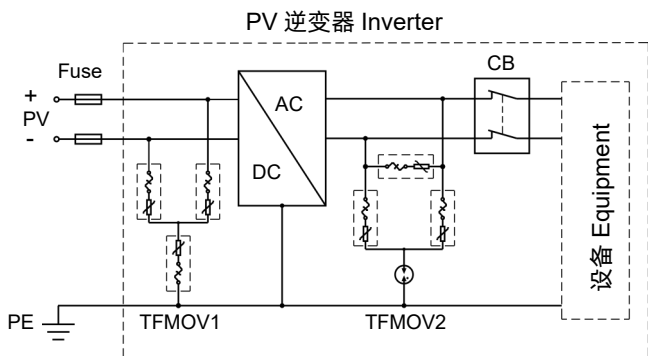 PV 逆变器 Inverter
Fuse
CB
+
PV
-
AC
DC
设备 Equipment
PE
TFMOV1
TFMOV2